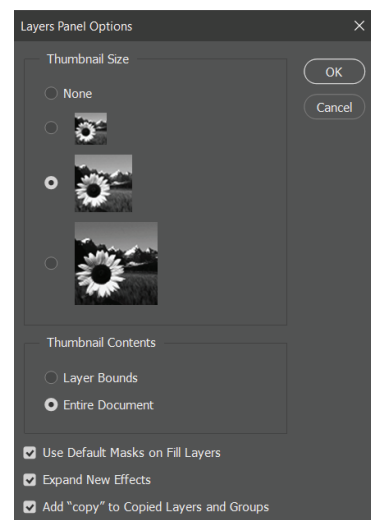 Layers Panel Options
Thumbnail Size
OK
None
Cancel
Thumbnail Contents
Layer Bounds
Entire Document
Use Default Masks on Fill Layers
Expand New Effects
Add “copy” to Copied Layers and Groups